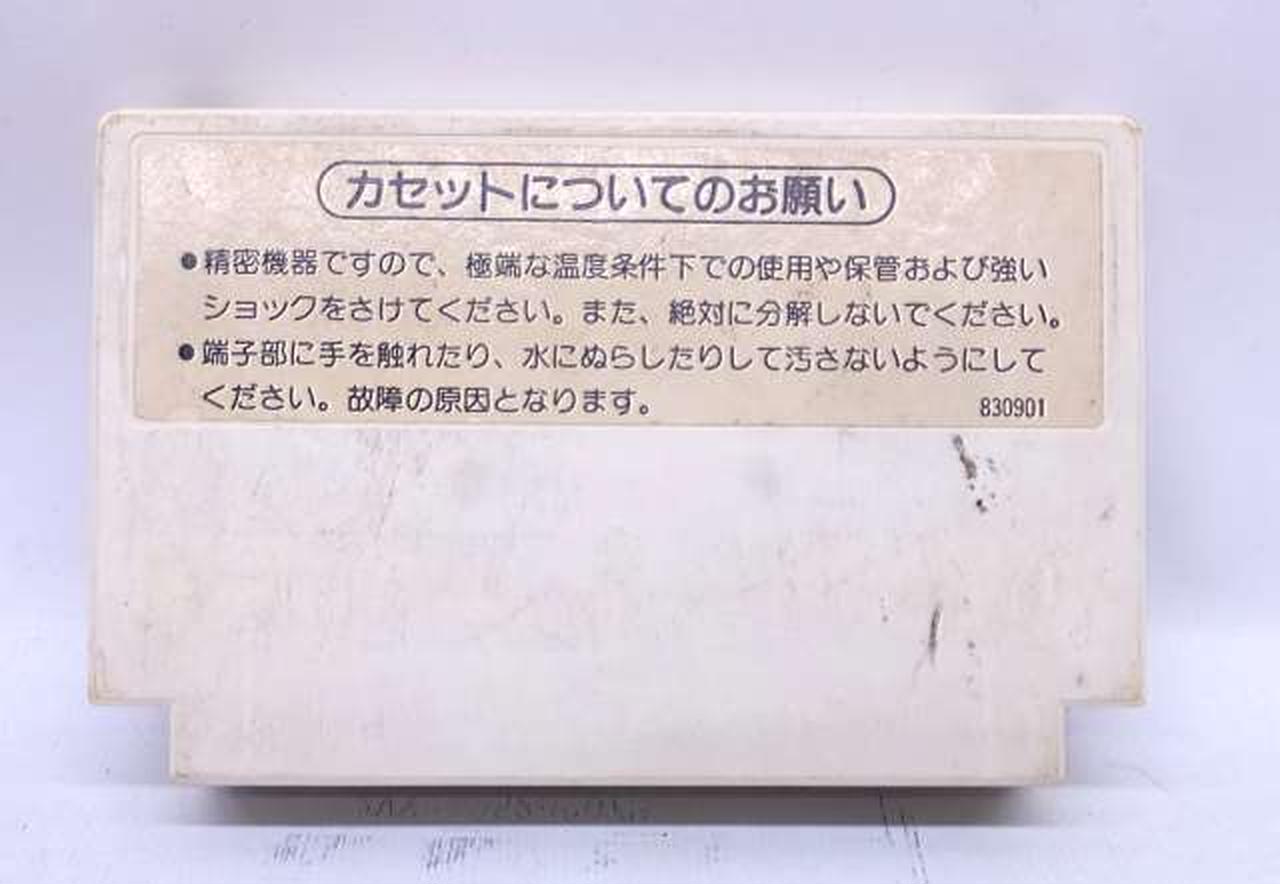 カセットについてのお願い
●精密機器ですので、極端な温度条件下での使用や保管および強い
ショックをさけてください。また、絶対に分解しないでください。
●端子部に手を触れたり、水にぬらしたりして汚さないようにして
ください。故障の原因となります。
830901